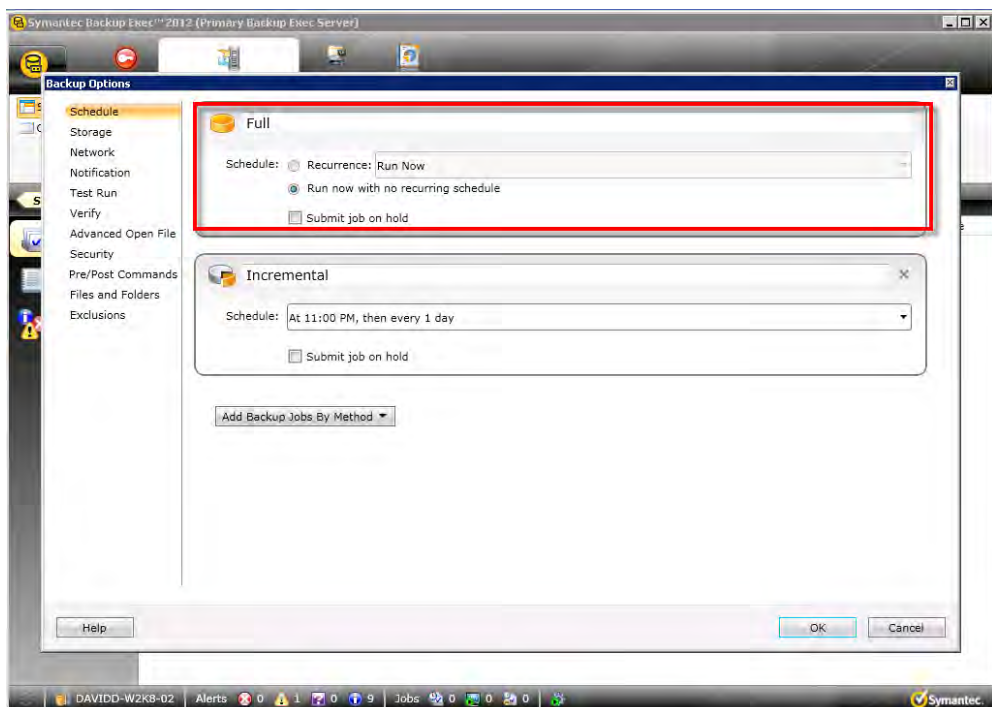 Symantec Backup Exec™ 2012 (Primary Backup Exec Server)
Backup Options
Schedule
Storage
Network
Notification
Test Run
Verify
Advanced Open File
Security
Pre/Post Commands
Files and Folders
Exclusions
Full
Schedule: Recurrence: Run Now
Run now with no recurring schedule
Submit job on hold
Incremental
Schedule: At 11:00 PM, then every 1 day
Submit job on hold
Add Backup Jobs By Method
Help OK Cancel
DAVIDD-W2K8-02 Alerts 0 1 0 9 Jobs 0 0 0 Symantec.